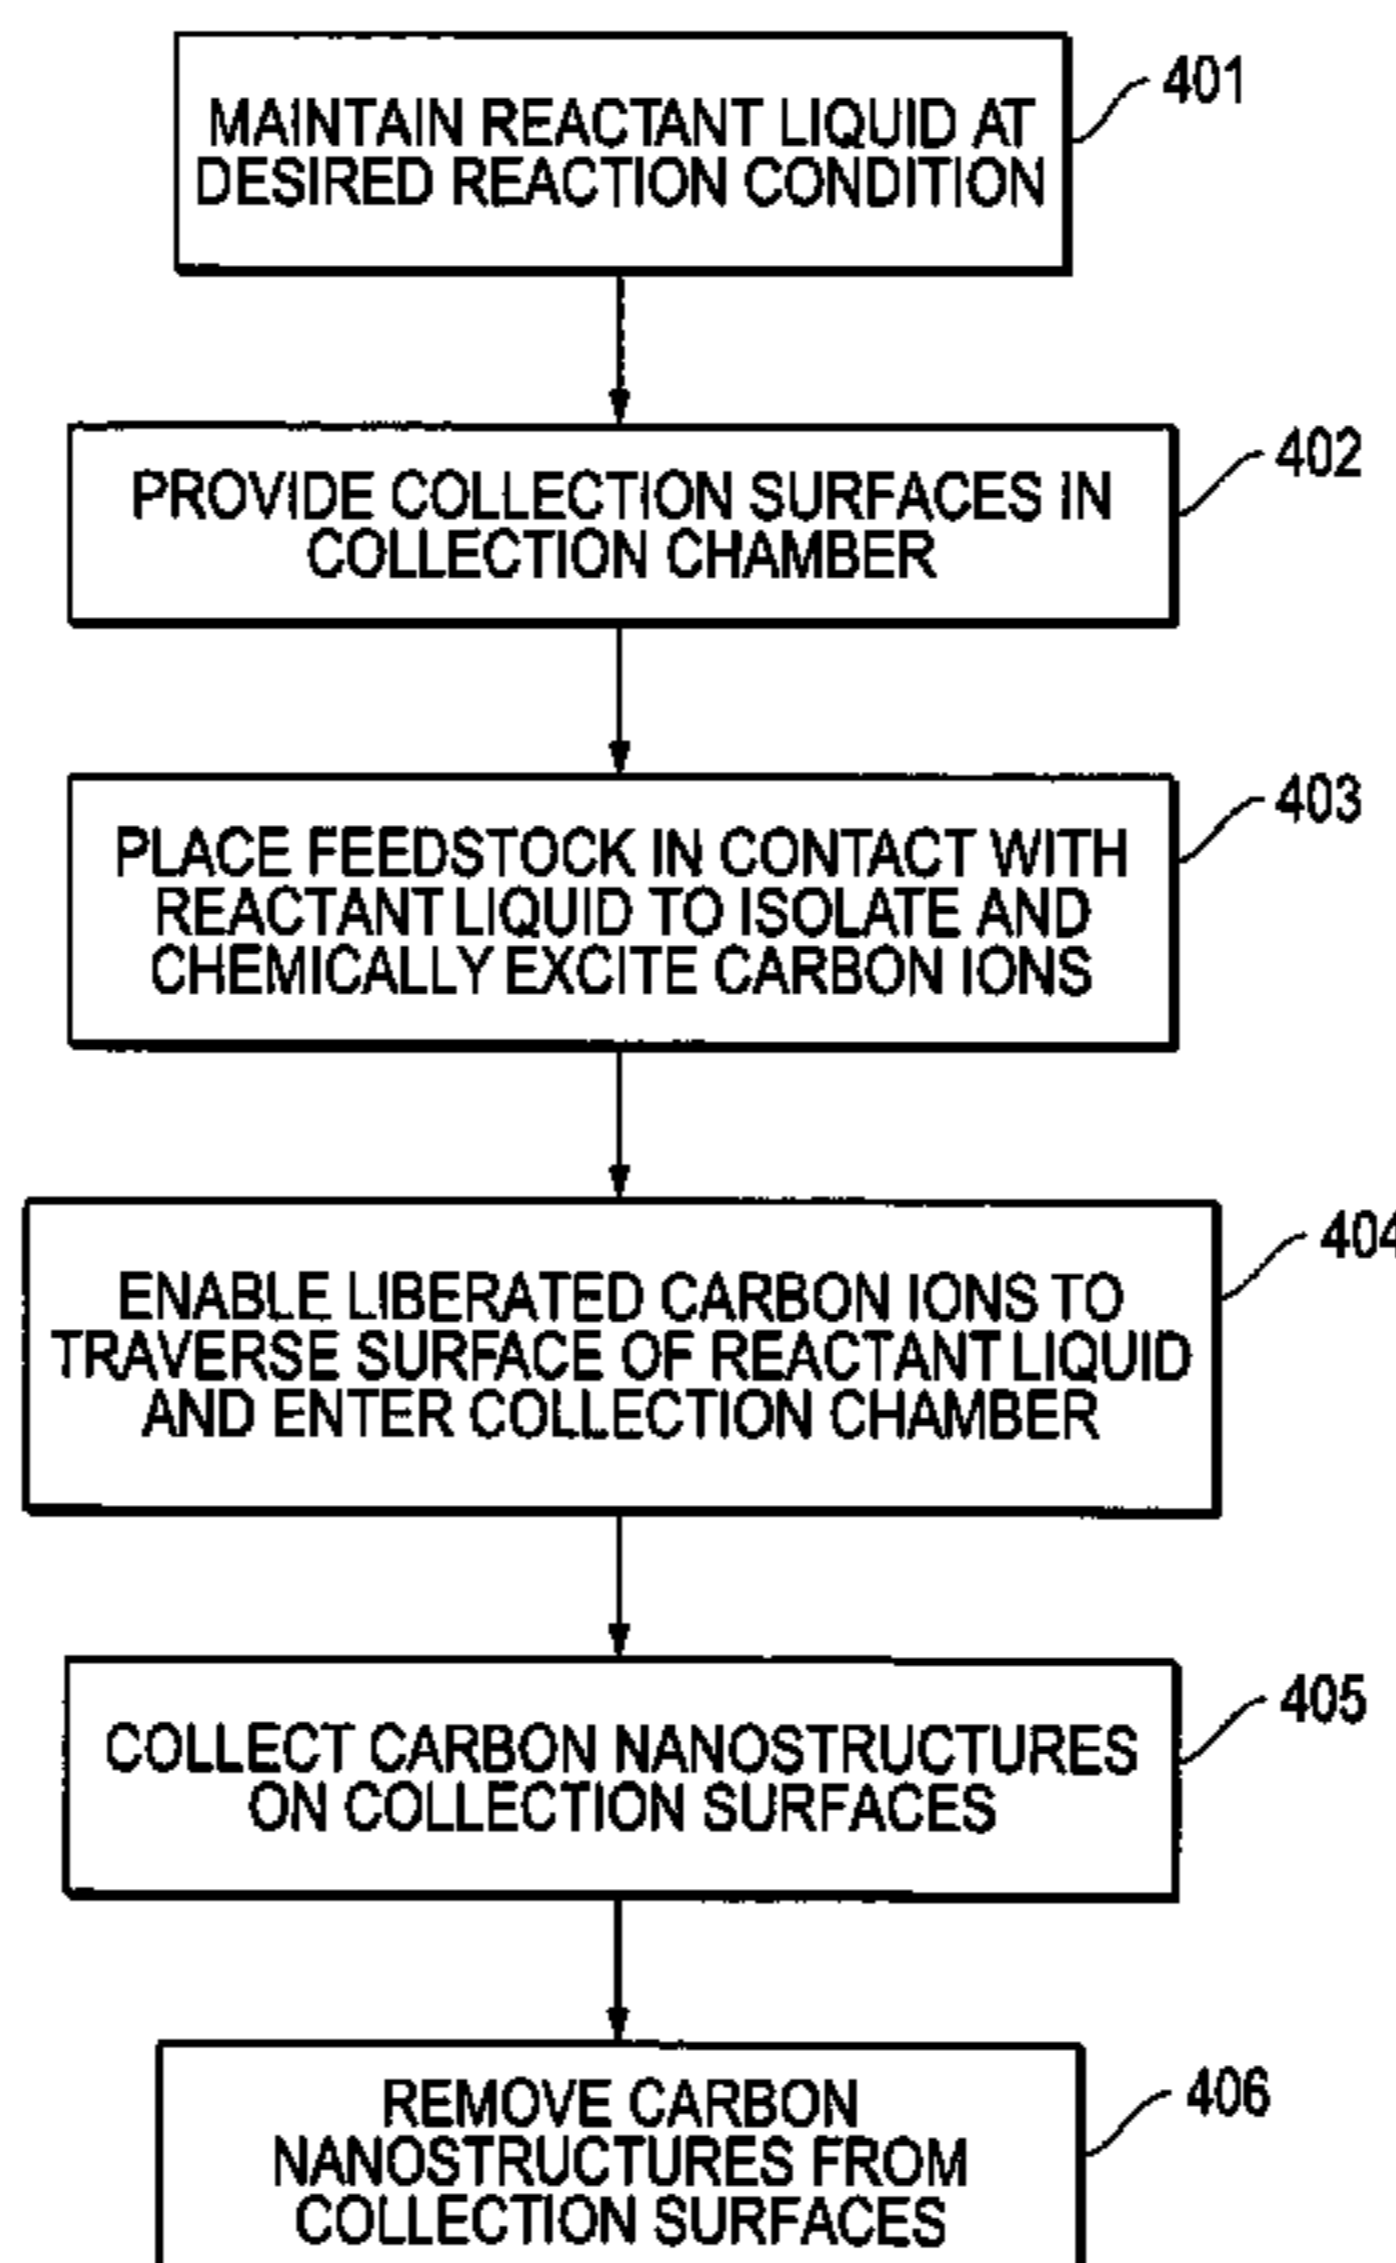 401
MAINTAIN REACTANT LIQUID AT
DESIRED REACTION CONDITION
402
PROVIDE COLLECTION SURFACES IN
COLLECTION CHAMBER
403
PLACE FEEDSTOCK IN CONTACT WITH
REACTANT LIQUID TO ISOLATE AND
CHEMICALLY EXCITE CARBON IONS
404
ENABLE LIBERATED CARBON IONS TO
TRAVERSE SURFACE OF REACTANT LIQUID
AND ENTER COLLECTION CHAMBER
405
COLLECT CARBON NANOSTRUCTURES
ON COLLECTION SURFACES
406
REMOVE CARBON
NANOSTRUCTURES FROM
COLLECTION SURFACES